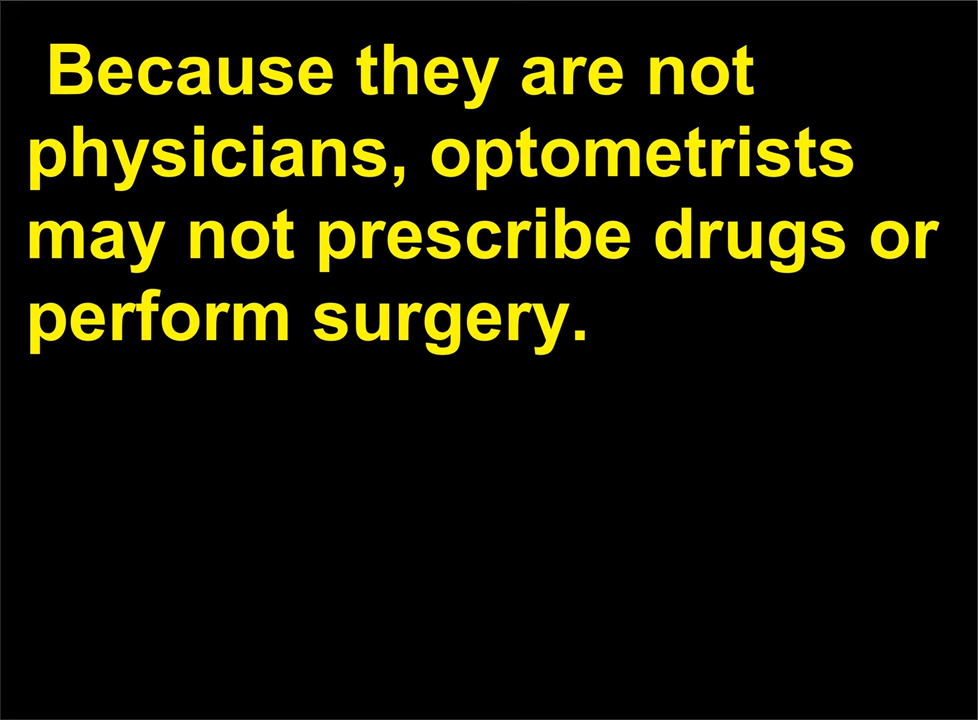 Because they are not
physicians, optometrists
may not prescribe drugs or
perform surgery.